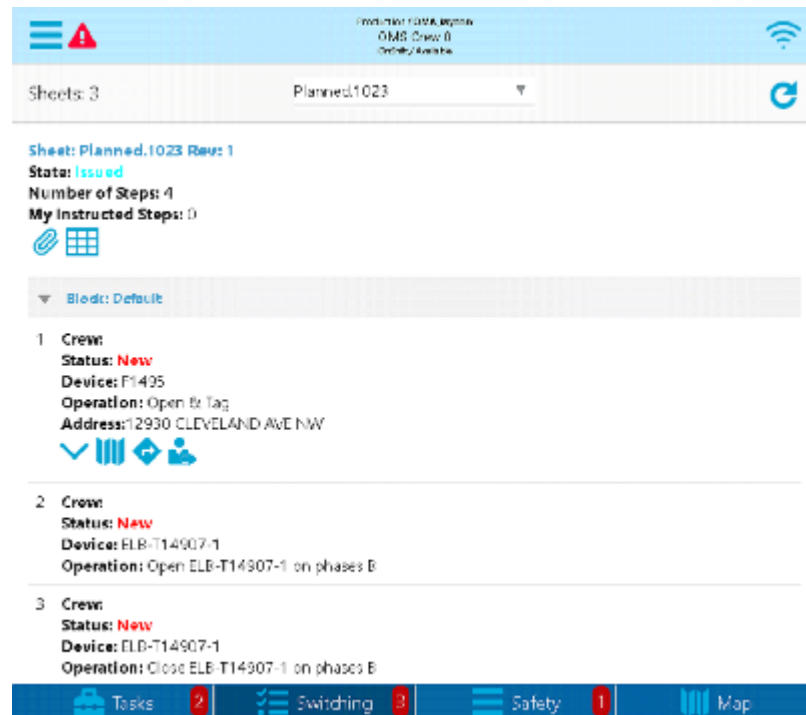 OMS Crew 0
Sheets: 3
Planned.1023
Sheet: Planned.1023 Rev: 1
State: Issued
Number of Steps: 4
My Instructed Steps: 0
Block: Default
1 Crew:
Status: New
Device: F1495
Operation: Open & Tag
Address:12930 CLEVELAND AVE NW
2 Crew:
Status: New
Device: ELB-T14907-1
Operation: Open ELB-T14907-1 on phases B
3 Crew:
Status: New
Device: ELB-T14907-1
Operation: Close ELB-T14907-1 on phases B
Tasks 2 Switching 3 Safety 1 Map